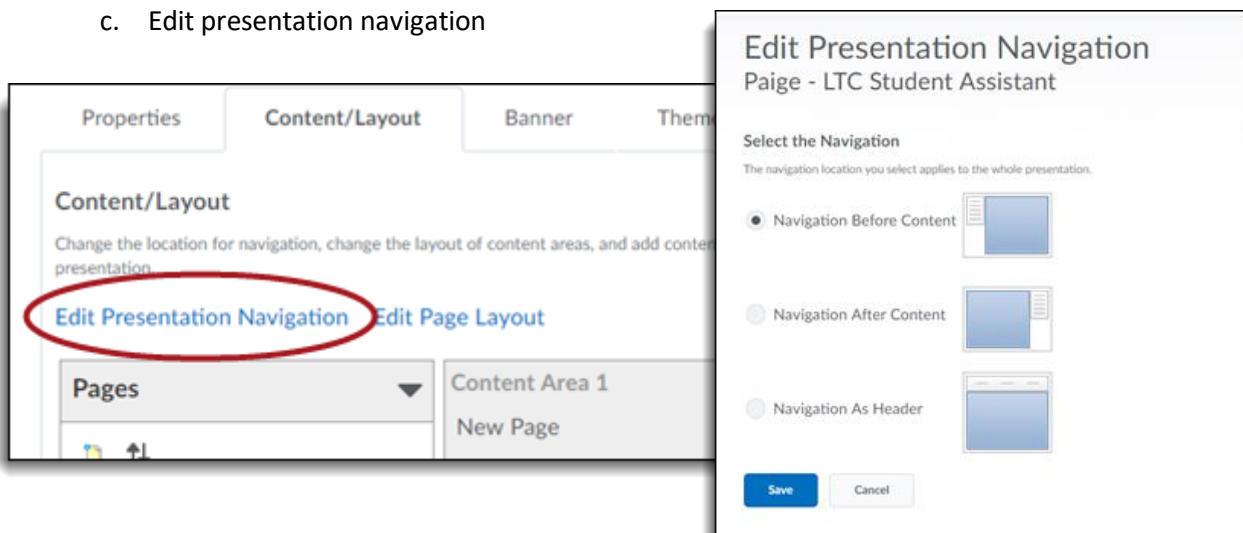 c. Edit presentation navigation
Properties Content/Layout Banner
Content/Layout
Change the location for navigation, change the layout of content areas, and add
presentation.
Edit Presentation Navigation Edit Page Layout
Pages
Content Area 1
New Page
Edit Presentation Navigation
Paige - LTC Student Assistant
Select the Navigation
The navigation location you select applies to the whole presentation.
Navigation Before Content
Navigation After Content
Navigation As Header
Save Cancel